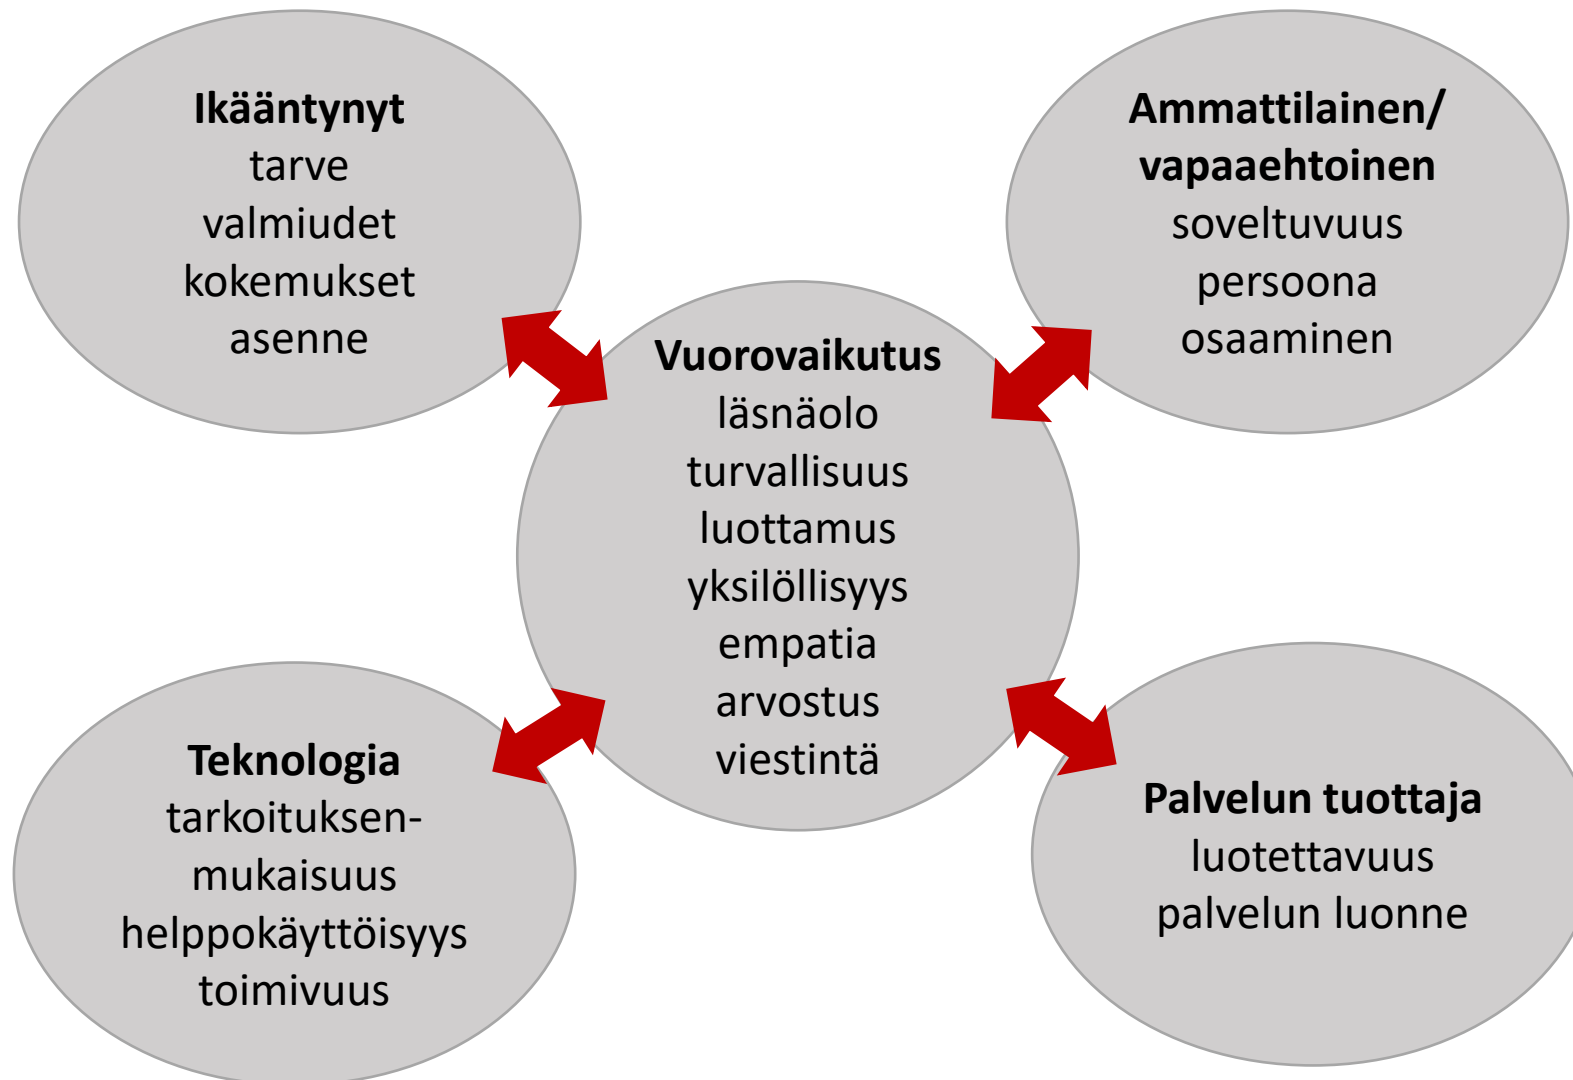 Ikääntynyt
tarve
valmiudet
kokemukset
asenne
Ammattilainen/
vapaaehtoinen
soveltuvuus
persoona
osaaminen
Vuorovaikutus
läsnäolo
turvallisuus
luottamus
yksilöllisyys
empatia
arvostus
viestintä
Teknologia
tarkoituksen-
mukaisuus
helppokäyttöisyys
toimivuus
Palvelun tuottaja
luotettavuus
palvelun luonne